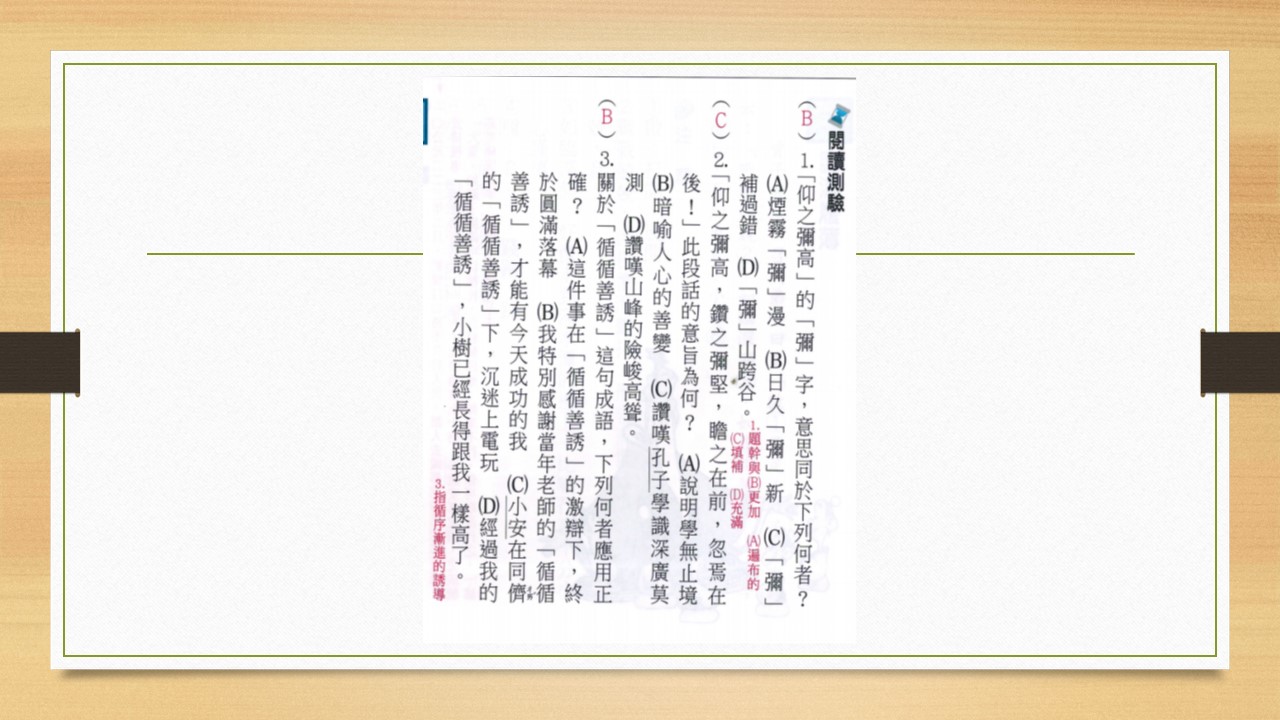 閱讀測驗
（B）1.「仰之彌高」的「彌」字，意思同於下列何者？
(A)煙霧「彌」漫　(B)日久「彌」新　(C)「彌」
補過錯　(D)「彌」山跨谷。
1.題幹與(B)更加　(A)遍布的
(C)填補　(D)充滿
（C）2.「仰之彌高，鑽之彌堅，瞻之在前，忽焉在
後！」此段話的意旨為何？　(A)說明學無止境
(B)暗喻人心的善變　(C)讚嘆孔子學識深廣莫
測　(D)讚嘆山峰的險峻高聳。
（B）3.關於「循循善誘」這句成語，下列何者應用正
確？　(A)這件事在「循循善誘」的激辯下，終
於圓滿落幕　(B)我特別感謝當年老師的「循循
善誘」，才能有今天成功的我　(C)小安在同儕
的「循循善誘」下，沉迷上電玩　(D)經過我的
「循循善誘」，小樹已經長得跟我一樣高了。
3.指循序漸進的誘導